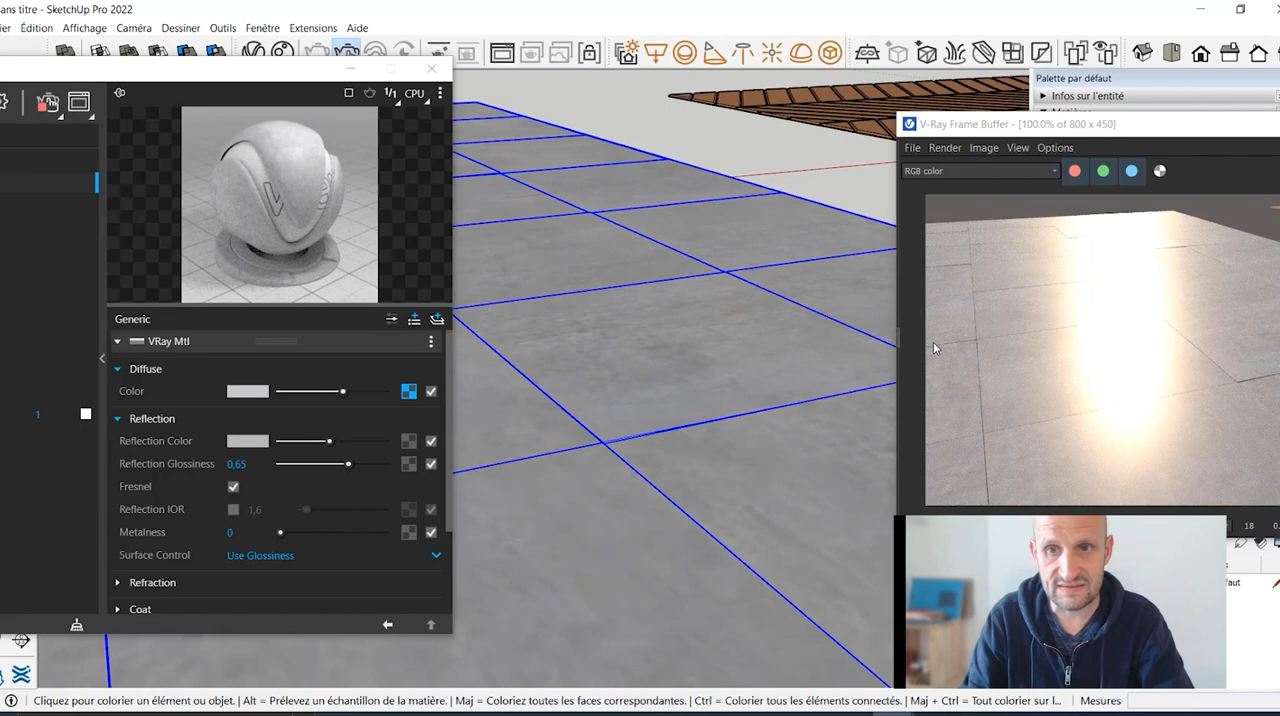 ans titre - SketchUp Pro 2022
ier Édition Affichage Caméra Dessiner Outils Fenêtre Extensions Aide
1/1 CPU
Generic
VRay Mtl
Diffuse
Color
Reflection
Reflection Color
Reflection Glossiness 0,65
Fresnel
Reflection IOR 1,6
Metalness 0
Surface Control Use Glossiness
Refraction
Coat
1
Palette par défaut
Infos sur l'entité
V-Ray Frame Buffer - [100.0% of 800 x 450]
File Render Image View Options
RGB color
18
aut
Cliquez pour colorier un élément ou objet. | Alt = Prélevez un échantillon de la matière. | Maj = Coloriez toutes les faces correspondantes. | Ctrl = Colorier tous les éléments connectés. | Maj + Ctrl = Tout colorier sur l... Mesures